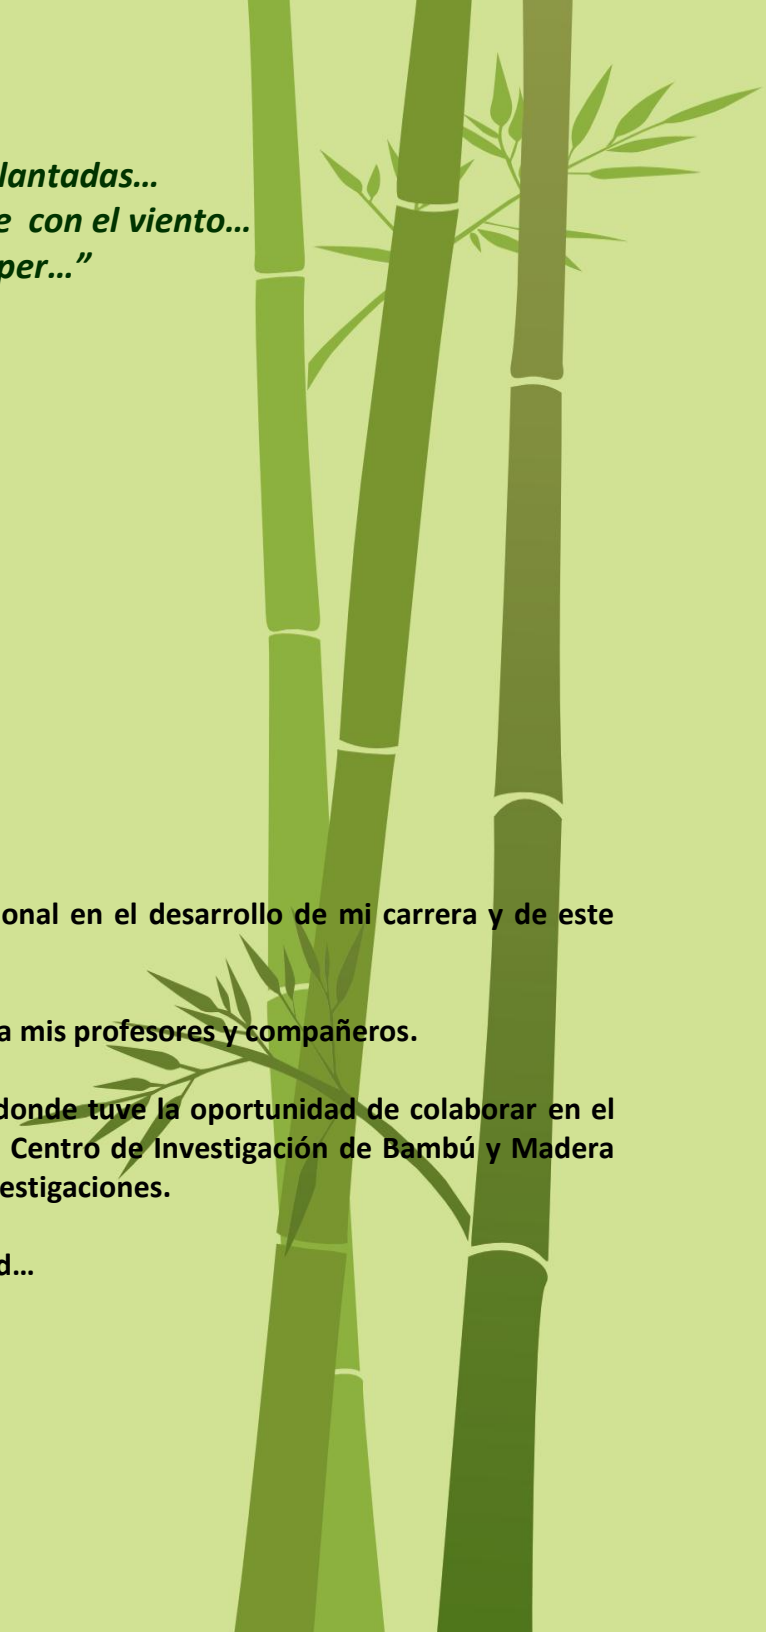 lantadas…
e con el viento…
per…”
onal en el desarrollo de mi carrera y de este
a mis profesores y compañeros.
donde tuve la oportunidad de colaborar en el
Centro de Investigación de Bambú y Madera
estigaciones.
d…